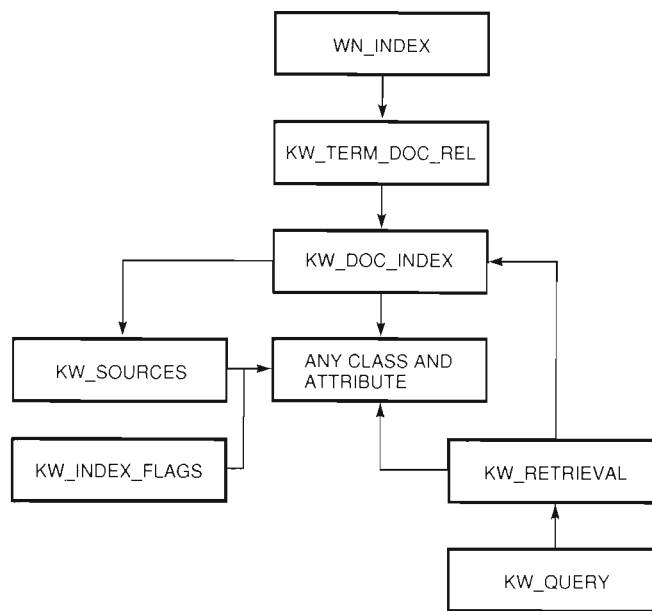 WN_INDEX
KW_TERM_DOC_REL
KW_DOC_INDEX
KW_SOURCES
ANY CLASS AND
ATTRIBUTE
KW_INDEX_FLAGS
KW_RETRIEVAL
KW_QUERY